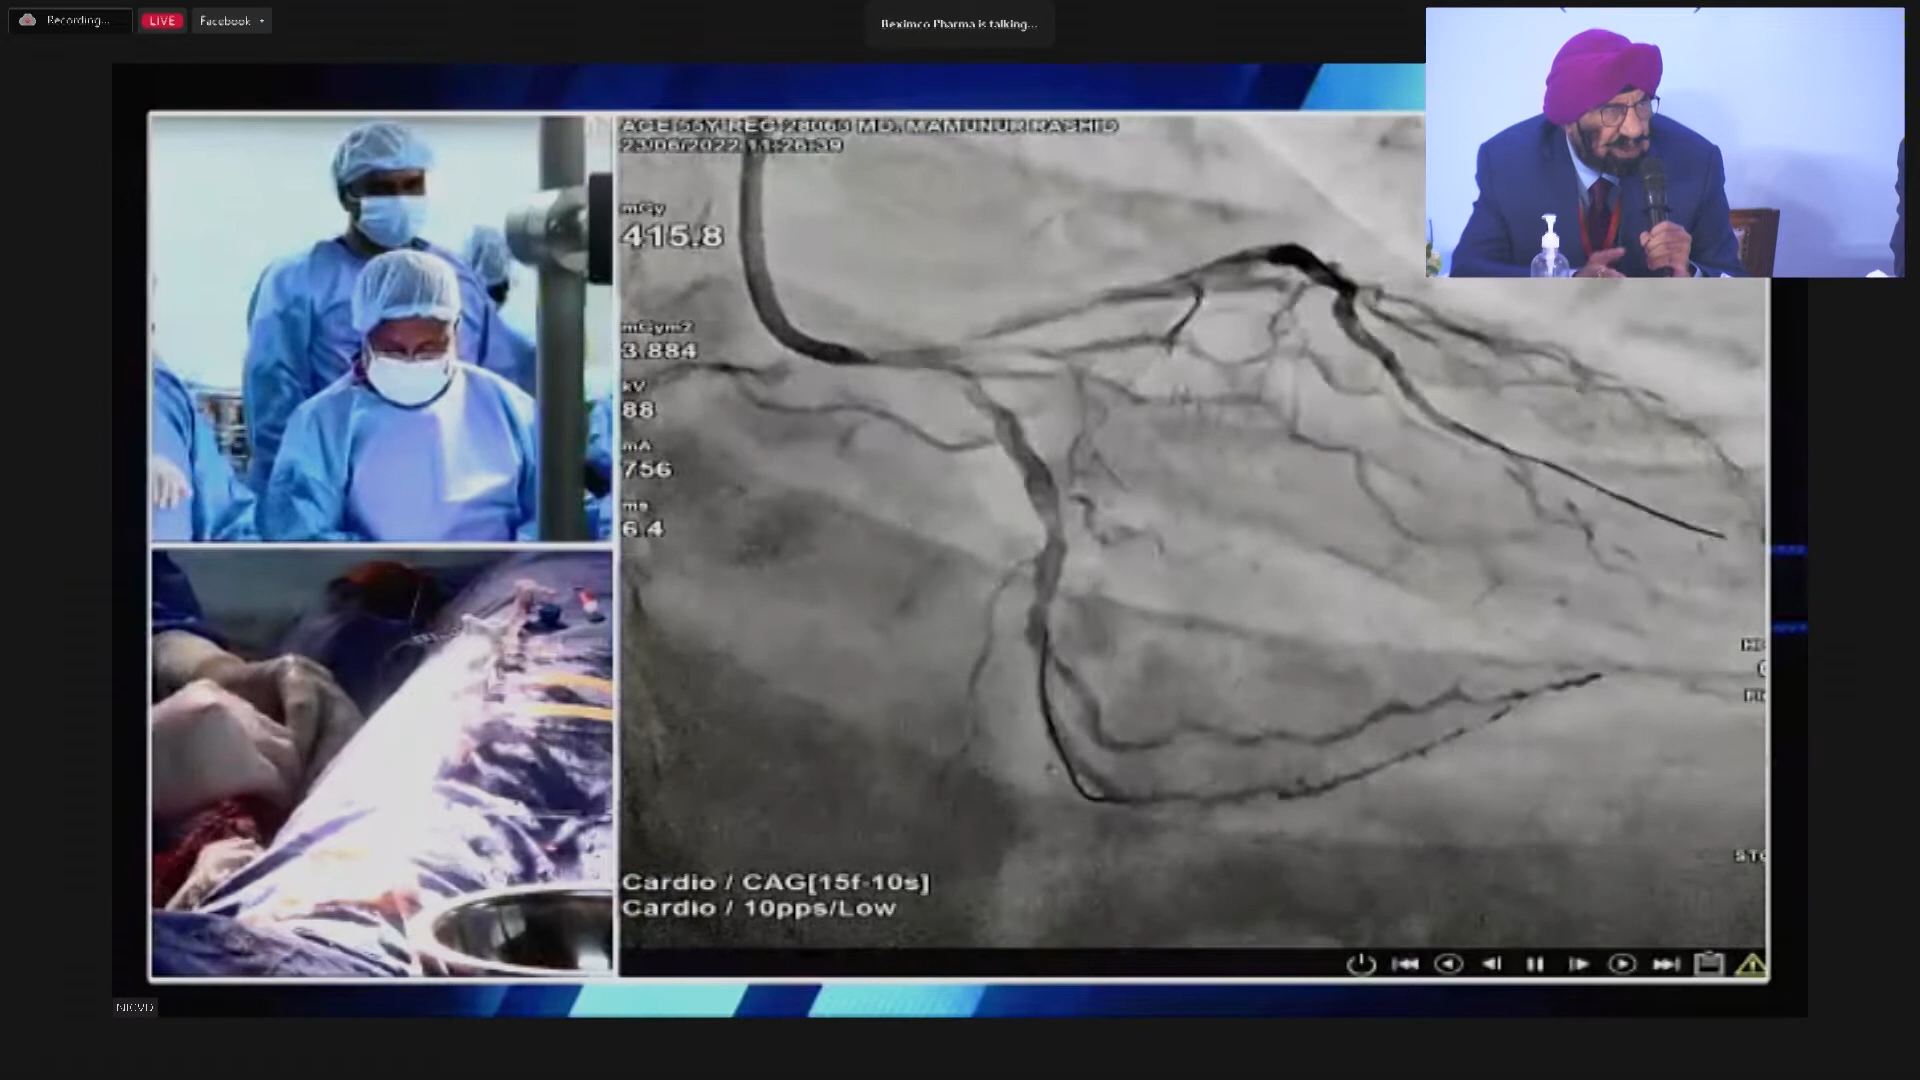 Recording...
LIVE
Facebook
Beximco Pharma is talking...
AGE 55Y REG 28063 MD. MAMUNUR RASHID
23/06/2022 11:26:39
mGy
415.8
mGym2
3.884
kV
88
mA
756
ms
6.4
Cardio / CAG[15f-10s]
Cardio / 10pps/Low
STO
NICVD